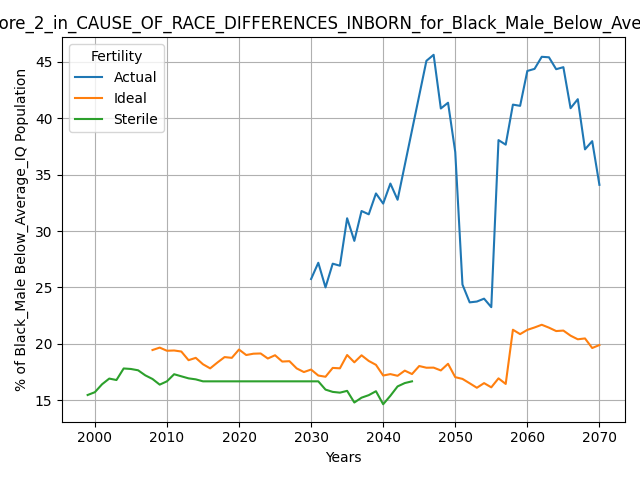 ore_2_in_CAUSE_OF_RACE_DIFFERENCES_INBORN_for_Black_Male_Below_Ave
Fertility
Actual
Ideal
Sterile
% of Black_Male Below_Average_IQ Population
45
40
35
30
25
20
15
2000 2010 2020 2030 2040 2050 2060 2070
Years